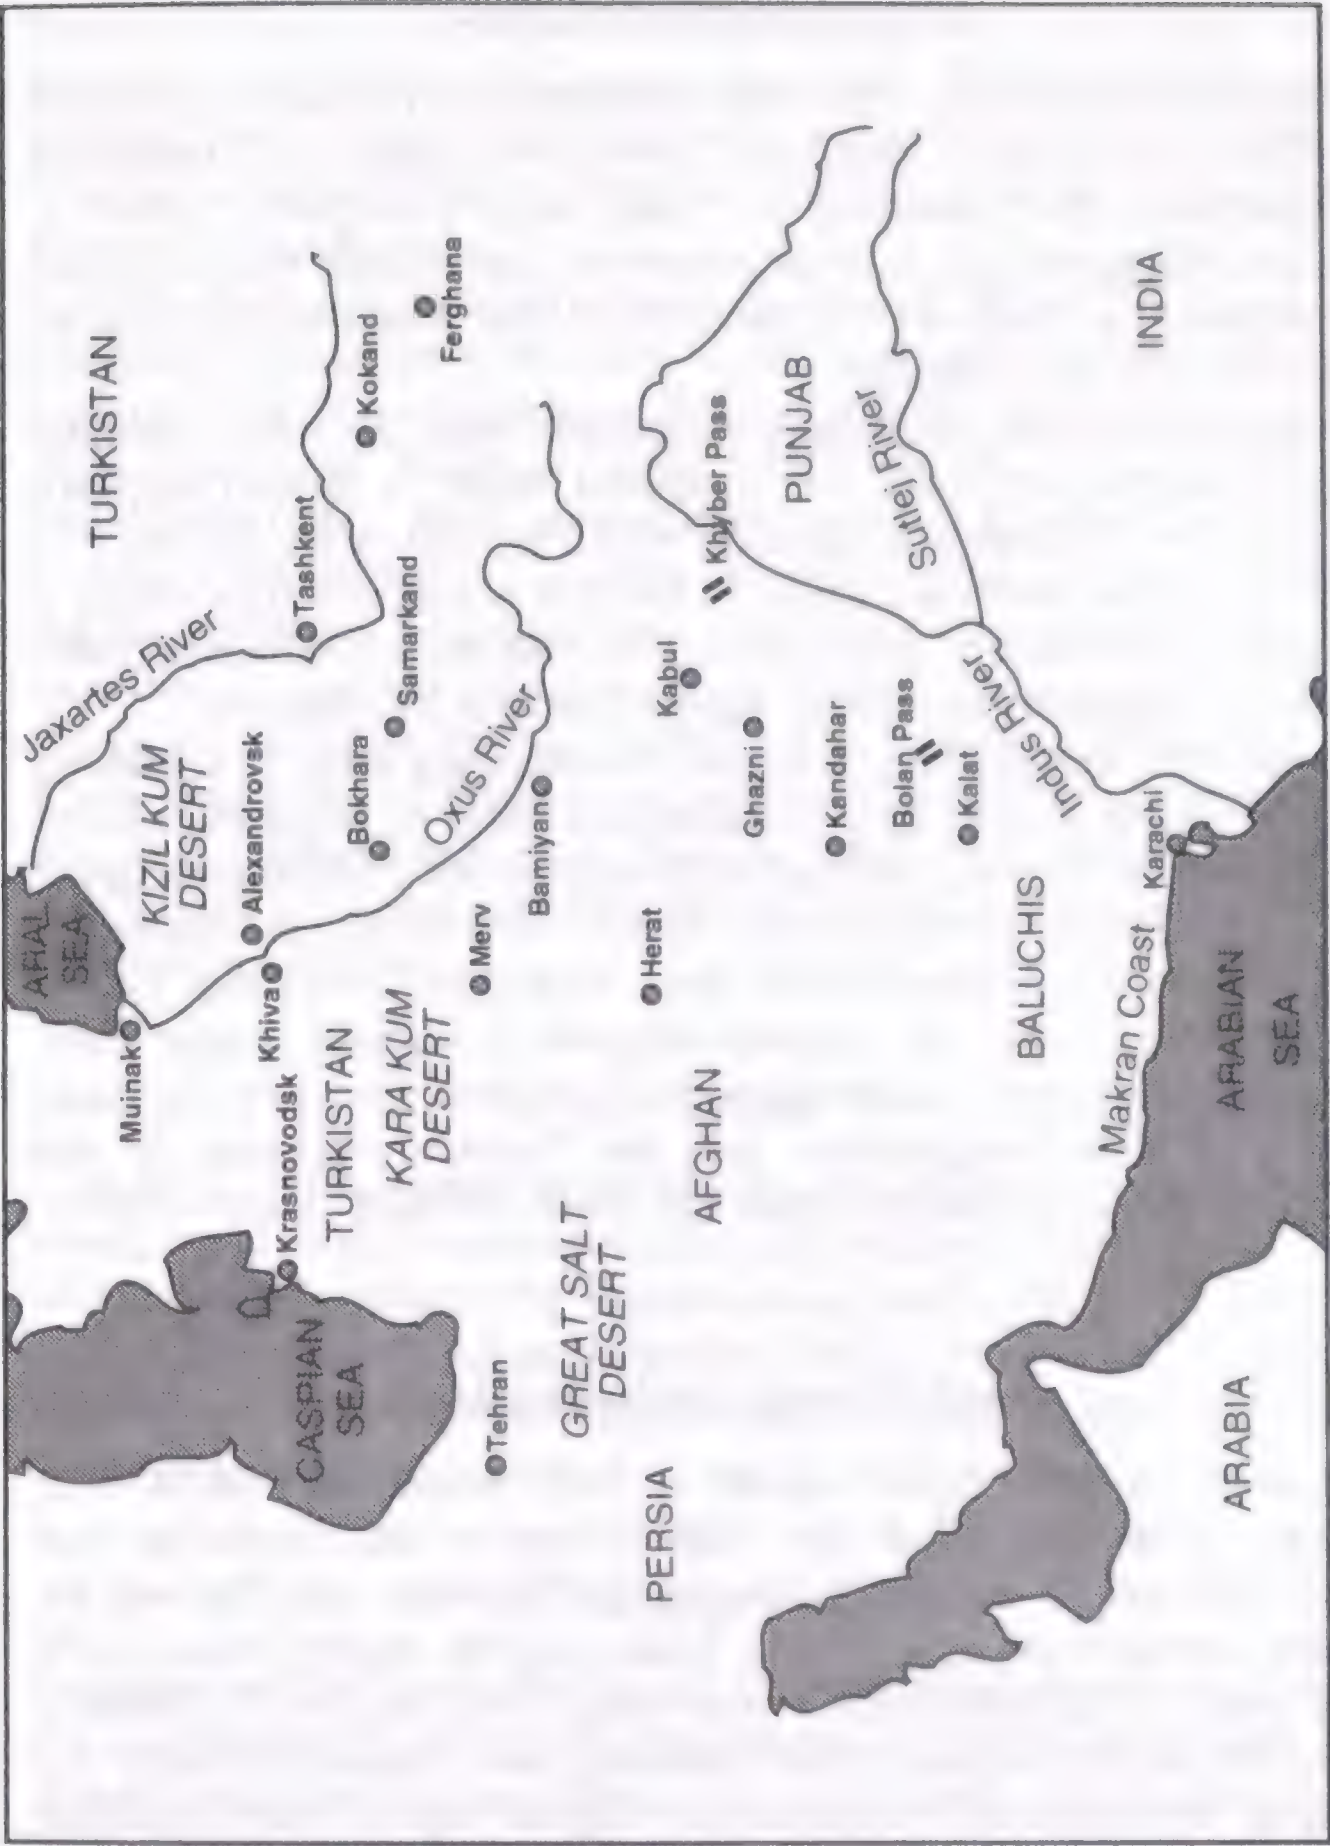 ARAL
SEA
Jaxartes River
TURKISTAN
Muinak
KIZIL KUM
DESERT
Alexandrovsk
Tashkent
Kokand
Ferghana
Khiva
Krasnovodsk
CASPIAN
SEA
TURKISTAN
Bokhara
Samarkand
KARA KUM
DESERT
Oxus River
Merv
Tehran
Bamiyan
GREAT SALT
DESERT
Herat
Kabul
Khyber Pass
PERSIA
AFGHAN
Ghazni
PUNJAB
Kandahar
Sutlej River
Bolan Pass
Kalat
Indus River
BALUCHIS
INDIA
Makran Coast
Karachi
ARABIA
ARABIAN
SEA